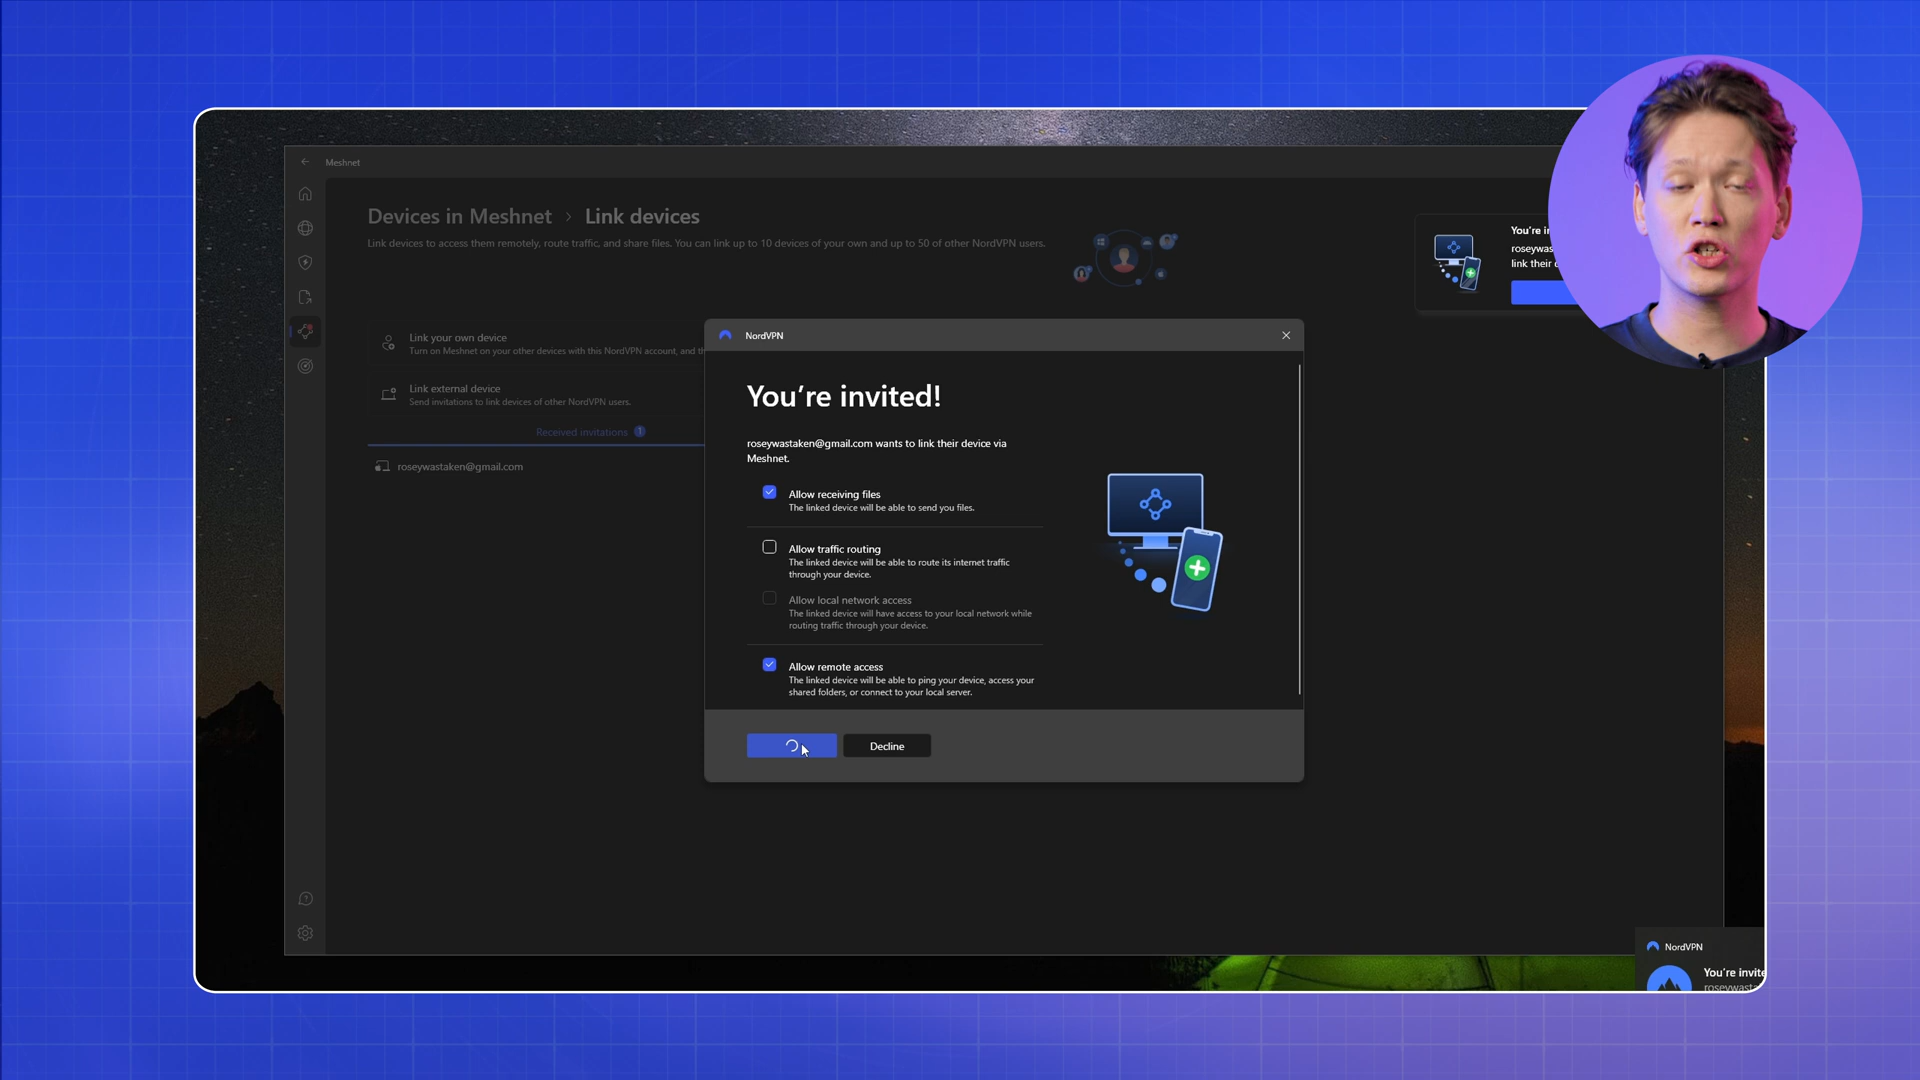 Meshnet
Devices in Meshnet > Link devices
Link devices to access them remotely, route traffic, and share files. You can link up to 10 devices of your own and up to 50 of other NordVPN users.
You're i
roseywas
link their
Link your own device
Turn on Meshnet on your other devices with this NordVPN account, and th
Link external device
Send invitations to link devices of other NordVPN users.
Received invitations 1
roseywastaken@gmail.com
NordVPN
You're invited!
roseywastaken@gmail.com wants to link their device via
Meshnet.
Allow receiving files
The linked device will be able to send you files.
Allow traffic routing
The linked device will be able to route its internet traffic
through your device.
Allow local network access
The linked device will have access to your local network while
routing traffic through your device.
Allow remote access
The linked device will be able to ping your device, access your
shared folders, or connect to your local server.
Decline
NordVPN
You're invite
roseywasta